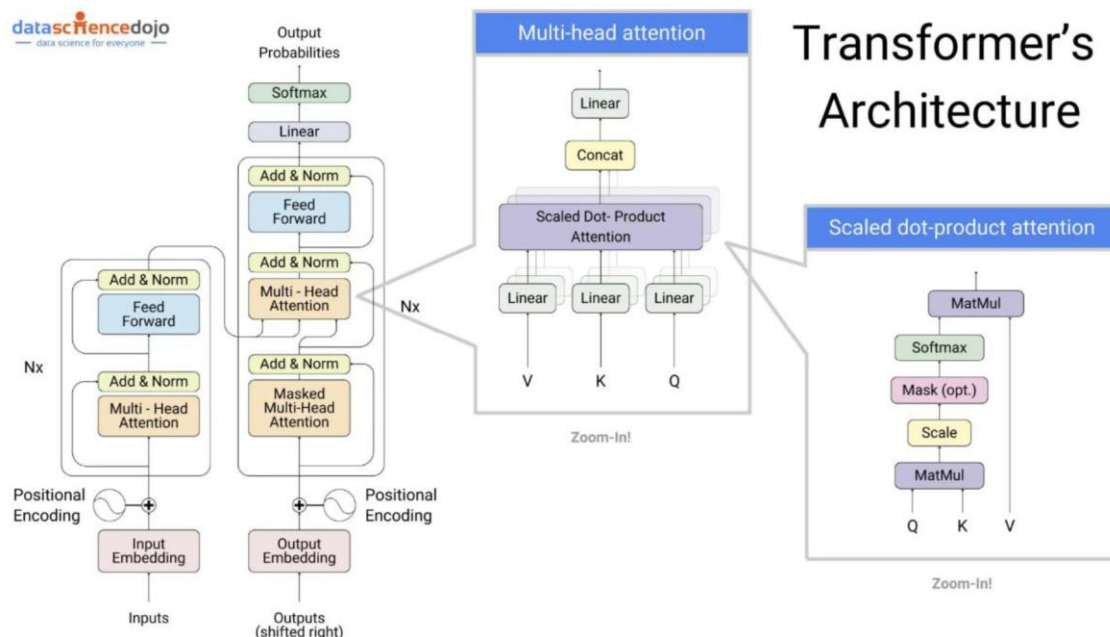 datasciencedojo
data science for everyone
Transformer's
Architecture
Output
Probabilities
Softmax
Linear
Add & Norm
Feed
Forward
Add & Norm
Multi - Head
Attention
Nx
Add & Norm
Masked
Multi-Head
Attention
Positional
Encoding
Output
Embedding
Outputs
(shifted right)
Add & Norm
Feed
Forward
Nx
Add & Norm
Multi - Head
Attention
Positional
Encoding
Input
Embedding
Inputs
Multi-head attention
Linear
Concat
Scaled Dot- Product
Attention
Linear Linear Linear
V K Q
Zoom-In!
Scaled dot-product attention
MatMul
Softmax
Mask (opt.)
Scale
MatMul
Q K V
Zoom-In!